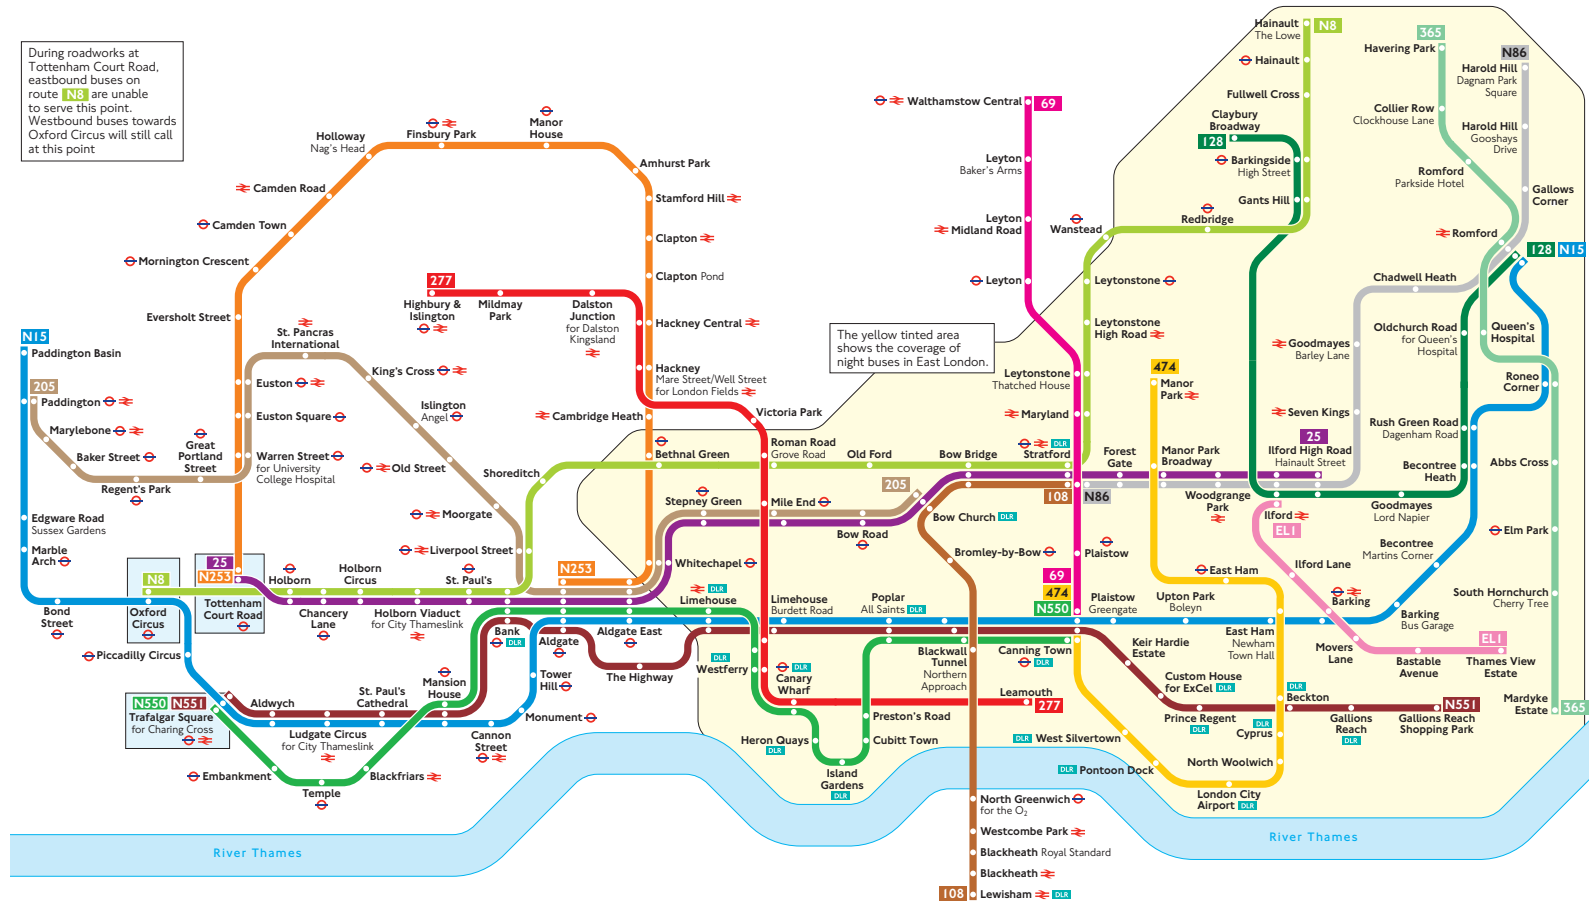 During roadworks at
Tottenham Court Road,
eastbound buses on
route N8 are unable
to serve this point.
Westbound buses towards
Oxford Circus will still call
at this point
Holloway
Nag's Head
Finsbury Park
Manor
House
Amhurst Park
Camden Road
Stamford Hill
Camden Town
Clapton
Mornington Crescent
Clapton Pond
Eversholt Street
277
Highbury &
Islington
Mildmay
Park
Dalston
Junction
for Dalston
Kingsland
Hackney Central
Hackney
Mare Street/Well Street
for London Fields
Cambridge Heath
Victoria Park
St. Pancras
International
King's Cross
Islington
Angel
Old Street
Shoreditch
Moorgate
Liverpool Street
Euston
Euston Square
Warren Street
for University
College Hospital
Great
Portland
Street
Regent's Park
Baker Street
Marylebone
Paddington
205
N15
Paddington Basin
Edgware Road
Sussex Gardens
Marble
Arch
Bond
Street
N8
Oxford
Circus
25
N253
Tottenham
Court Road
Holborn
Chancery
Lane
Holborn
Circus
Holborn Viaduct
for City Thameslink
St. Paul's
Bank
DLR
N253
Aldgate
Aldgate East
Whitechapel
Piccadilly Circus
N550
N551
Trafalgar Square
for Charing Cross
Aldwych
Ludgate Circus
for City Thameslink
St. Paul's
Cathedral
Mansion
House
Cannon
Street
Monument
Tower
Hill
The Highway
Embankment
Temple
Blackfriars
River Thames
Walthamstow Central
69
Leyton
Baker's Arms
Leyton
Midland Road
Leyton
The yellow tinted area
shows the coverage of
night buses in East London.
Leytonstone
Thatched House
Maryland
DLR
Stratford
Wanstead
Leytonstone
Leytonstone
High Road
Redbridge
Hainault
The Lowe
N8
Hainault
Fullwell Cross
Claybury
Broadway
128
Barkingside
High Street
Gants Hill
365
Havering Park
Collier Row
Clockhouse Lane
Romford
Parkside Hotel
Romford
N86
Harold Hill
Dagnam Park
Square
Harold Hill
Gooshays
Drive
Gallows
Corner
128
N15
Chadwell Heath
Goodmayes
Barley Lane
Seven Kings
Oldchurch Road
for Queen's
Hospital
Queen's
Hospital
Roneo
Corner
Rush Green Road
Dagenham Road
Becontree
Heath
Abbs Cross
Elm Park
South Hornchurch
Cherry Tree
Mardyke
Estate
365
474
Manor
Park
25
Ilford High Road
Hainault Street
Forest
Gate
Manor Park
Broadway
Woodgrange
Park
Ilford
EL1
Goodmayes
Lord Napier
Becontree
Martins Corner
Ilford Lane
Barking
Barking
Bus Garage
Movers
Lane
Bastable
Avenue
EL1
Thames View
Estate
Bethnal Green
Roman Road
Grove Road
Old Ford
Bow Bridge
108
N86
205
Stepney Green
Mile End
Bow Road
Bow Church
DLR
Bromley-by-Bow
Plaistow
69
474
N550
Plaistow
Greengate
Upton Park
Boleyn
East Ham
East Ham
Newham
Town Hall
DLR
Limehouse
Limehouse
Burdett Road
Poplar
All Saints
DLR
DLR
Westferry
DLR
Canary
Wharf
Blackwall
Tunnel
Northern
Approach
Canning Town
DLR
Keir Hardie
Estate
Custom House
for ExCel
DLR
Prince Regent
DLR
DLR
Beckton
Gallions
Reach
DLR
N551
Gallions Reach
Shopping Park
DLR
Cyprus
North Woolwich
London City
Airport
DLR
DLR
Pontoon Dock
DLR
West Silvertown
Leamouth
277
Preston's Road
Cubitt Town
Heron Quays
DLR
Island
Gardens
DLR
North Greenwich
for the O2
Westcombe Park
Blackheath Royal Standard
Blackheath
108
Lewisham
DLR
River Thames